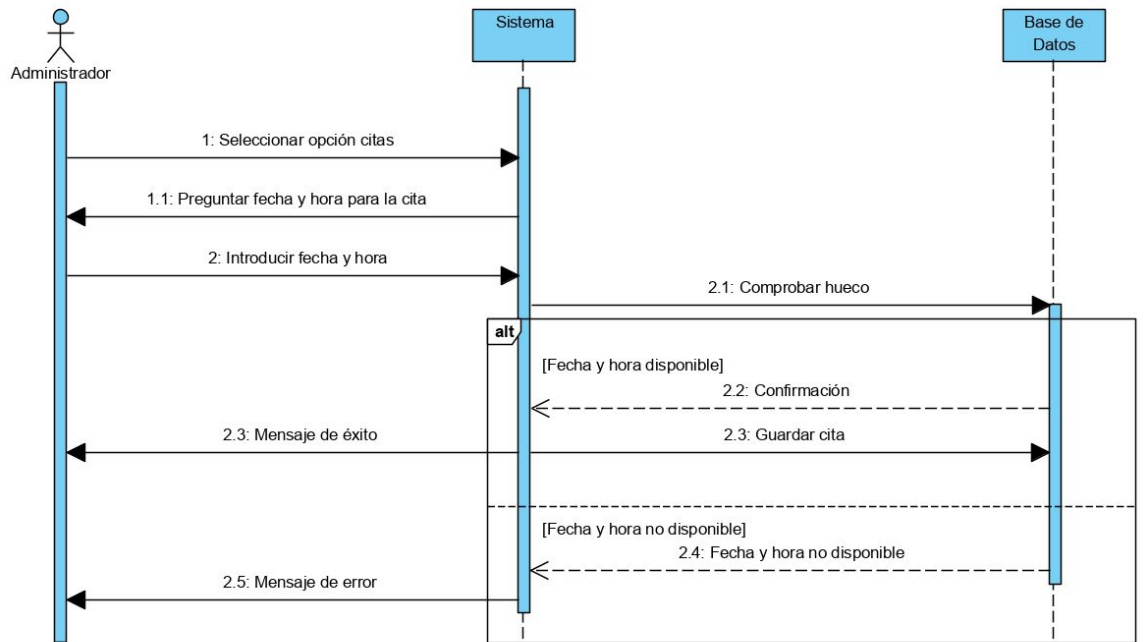 Sistema
Base de
Datos
Administrador
1: Seleccionar opción citas
1.1: Preguntar fecha y hora para la cita
2: Introducir fecha y hora
2.1: Comprobar hueco
alt
[Fecha y hora disponible]
2.2: Confirmación
2.3: Mensaje de éxito
2.3: Guardar cita
[Fecha y hora no disponible]
2.4: Fecha y hora no disponible
2.5: Mensaje de error